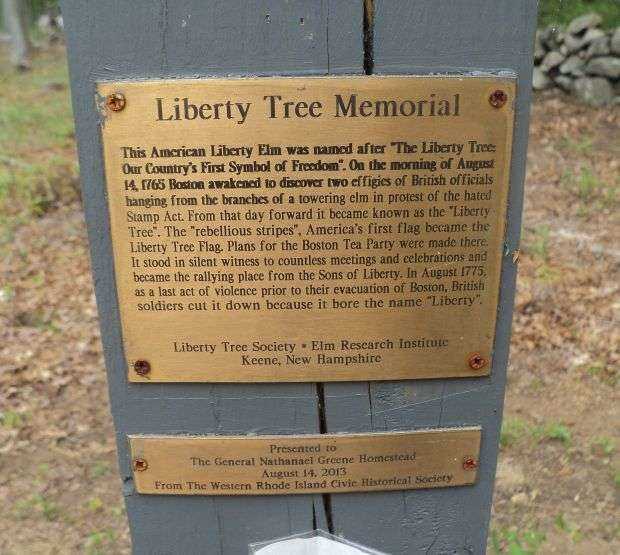 Liberty Tree Memorial
This American Liberty Elm was named after "The Liberty Tree:
Our Country's First Symbol of Freedom". On the morning of August
14, 1765 Boston awakened to discover two effigies of British officials
hanging from the branches of a towering elm in protest of the hated
Stamp Act. From that day forward it became known as the "Liberty
Tree". The "rebellious stripes", America's first flag became the
Liberty Tree Flag. Plans for the Boston Tea Party were made there.
It stood in silent witness to countless meetings and celebrations and
became the rallying place from the Sons of Liberty. In August 1775,
as a last act of violence prior to their evacuation of Boston, British
soldiers cut it down because it bore the name "Liberty".
Liberty Tree Society • Elm Research Institute
Keene, New Hampshire
Presented to
The General Nathanael Greene Homestead
August 14, 2013
From The Western Rhode Island Civic Historical Society